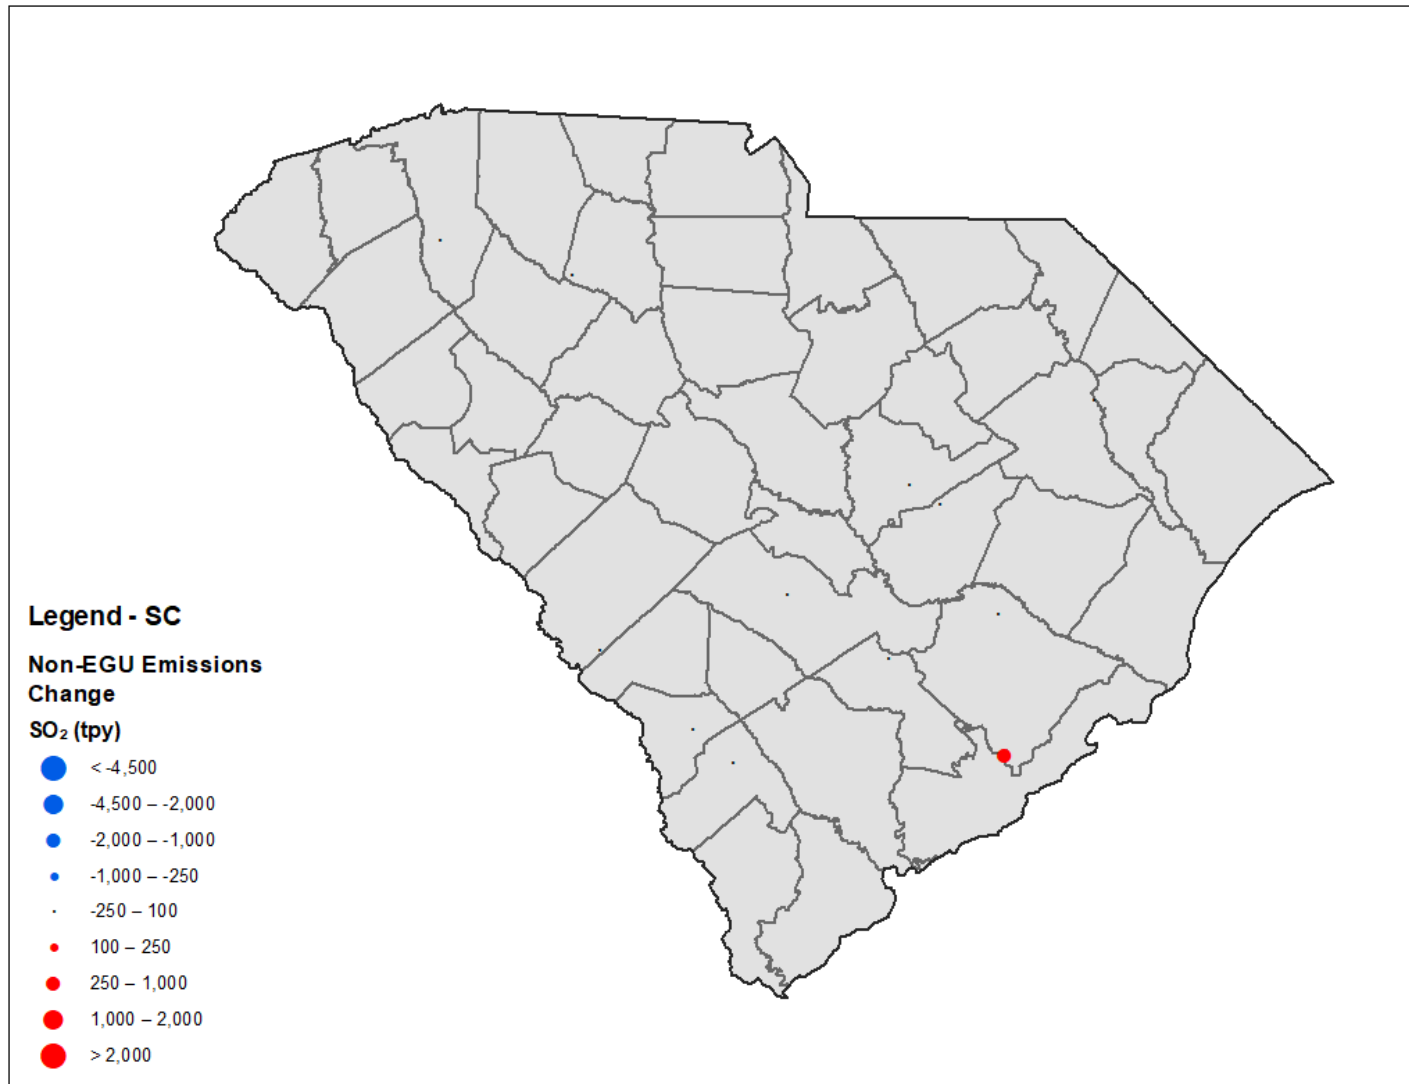 Legend - SC
Non-EGU Emissions
Change
SO₂ (tpy)
< -4,500
-4,500 – -2,000
-2,000 – -1,000
-1,000 – -250
-250 – 100
100 – 250
250 – 1,000
1,000 – 2,000
> 2,000